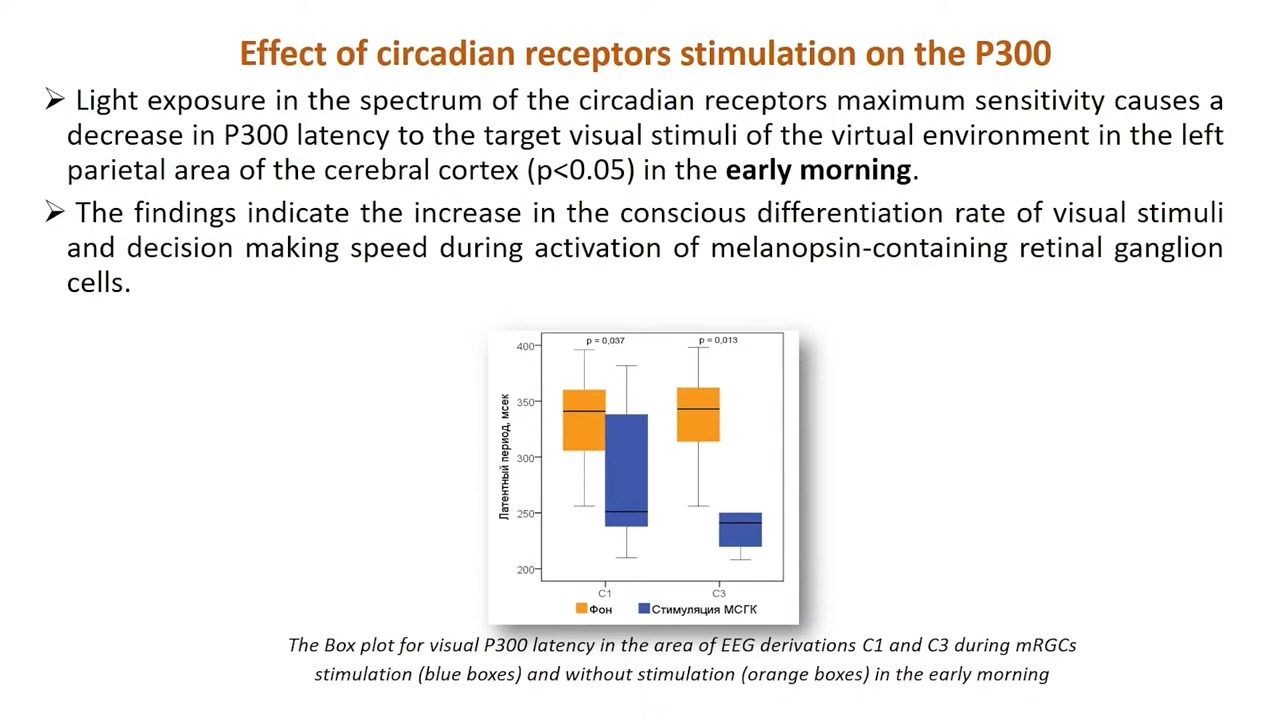 Effect of circadian receptors stimulation on the P300
➢ Light exposure in the spectrum of the circadian receptors maximum sensitivity causes a
decrease in P300 latency to the target visual stimuli of the virtual environment in the left
parietal area of the cerebral cortex (p<0.05) in the early morning.
➢ The findings indicate the increase in the conscious differentiation rate of visual stimuli
and decision making speed during activation of melanopsin-containing retinal ganglion
cells.
p = 0,037
p = 0,013
400
350
300
250
200
Латентный период, мсек
C1
C3
Фон
Стимуляция МСГК
The Box plot for visual P300 latency in the area of EEG derivations C1 and C3 during mRGCs
stimulation (blue boxes) and without stimulation (orange boxes) in the early morning